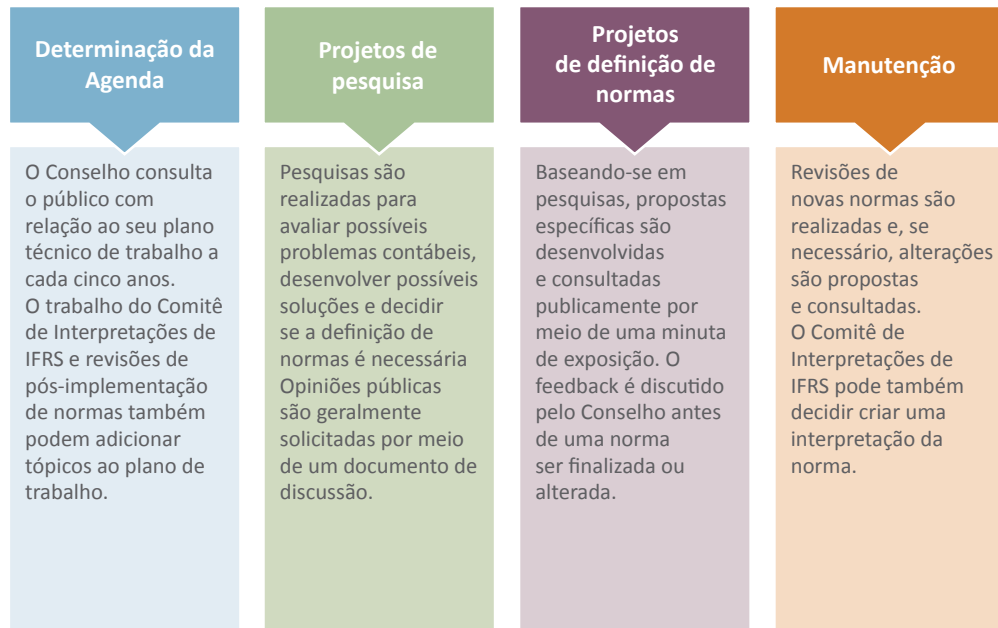 Determinação da
Agenda
O Conselho consulta
o público com
relação ao seu plano
técnico de trabalho a
cada cinco anos.
O trabalho do Comitê
de Interpretações de
IFRS e revisões de
pós-implementação
de normas também
podem adicionar
tópicos ao plano de
trabalho.
Projetos de
pesquisa
Pesquisas são
realizadas para
avaliar possíveis
problemas contábeis,
desenvolver possíveis
soluções e decidir
se a definição de
normas é necessária
Opiniões públicas
são geralmente
solicitadas por meio
de um documento de
discussão.
Projetos
de definição de
normas
Baseando-se em
pesquisas, propostas
específicas são
desenvolvidas
e consultadas
publicamente por
meio de uma minuta
de exposição. O
feedback é discutido
pelo Conselho antes
de uma norma
ser finalizada ou
alterada.
Manutenção
Revisões de
novas normas são
realizadas e, se
necessário, alterações
são propostas
e consultadas.
O Comitê de
Interpretações de
IFRS pode também
decidir criar uma
interpretação da
norma.